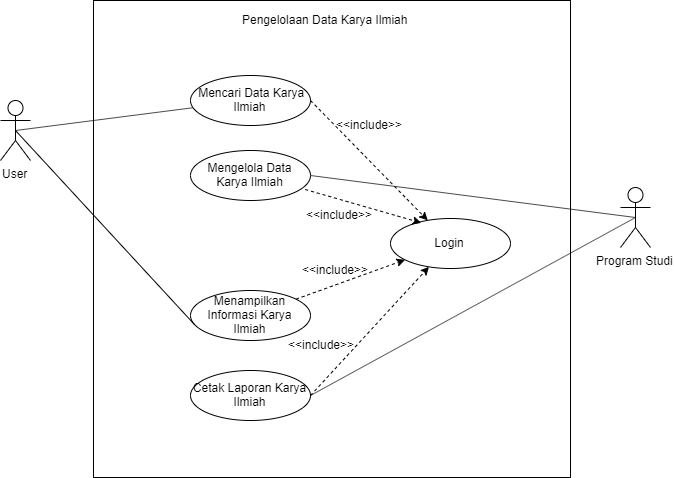 Pengelolaan Data Karya Ilmiah
Mencari Data Karya
Ilmiah
<<include>>
Mengelola Data
Karya Ilmiah
User
<<include>>
Login
Program Studi
<<include>>
Menampilkan
Informasi Karya
Ilmiah
<<include>>
Cetak Laporan Karya
Ilmiah